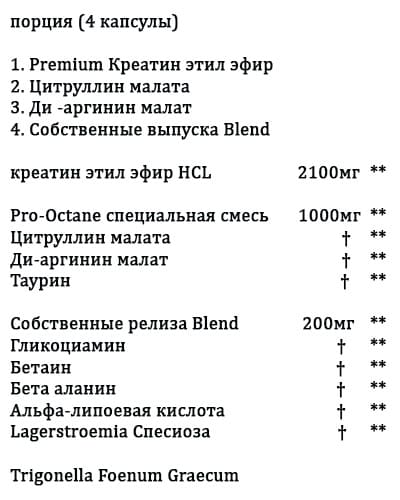 порция (4 капсулы)
1. Premium Креатин этил эфир
2. Цитруллин малата
3. Ди -аргинин малат
4. Собственные выпуска Blend
креатин этил эфир HCL 2100мг **
Pro-Octane специальная смесь 1000мг **
Цитруллин малата † **
Ди-аргинин малат † **
Таурин † **
Собственные релиза Blend 200мг **
Гликоциамин † **
Бетаин † **
Бета аланин † **
Альфа-липоевая кислота † **
Lagerstroemia Спесиоза † **
Trigonella Foenum Graecum